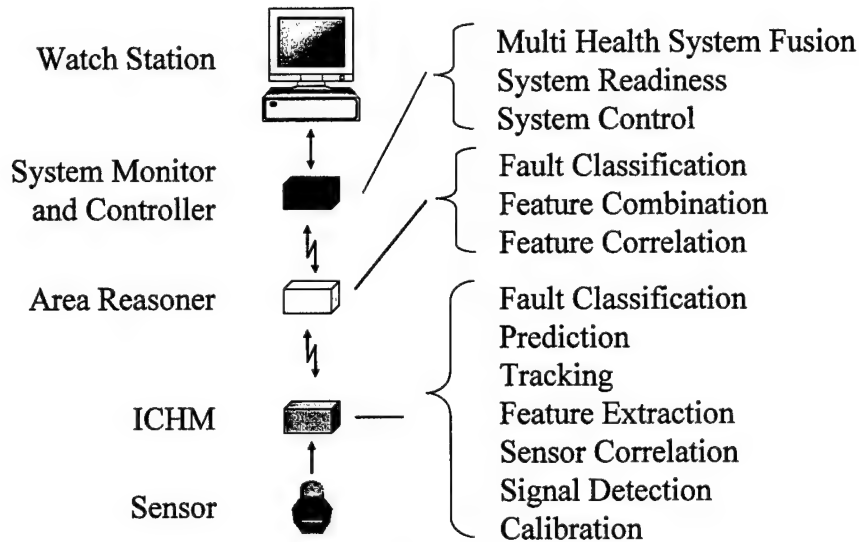 Watch Station
Multi Health System Fusion
System Readiness
System Control
System Monitor
and Controller
Fault Classification
Feature Combination
Feature Correlation
Area Reasoner
Fault Classification
Prediction
Tracking
Feature Extraction
Sensor Correlation
Signal Detection
Calibration
ICHM
Sensor